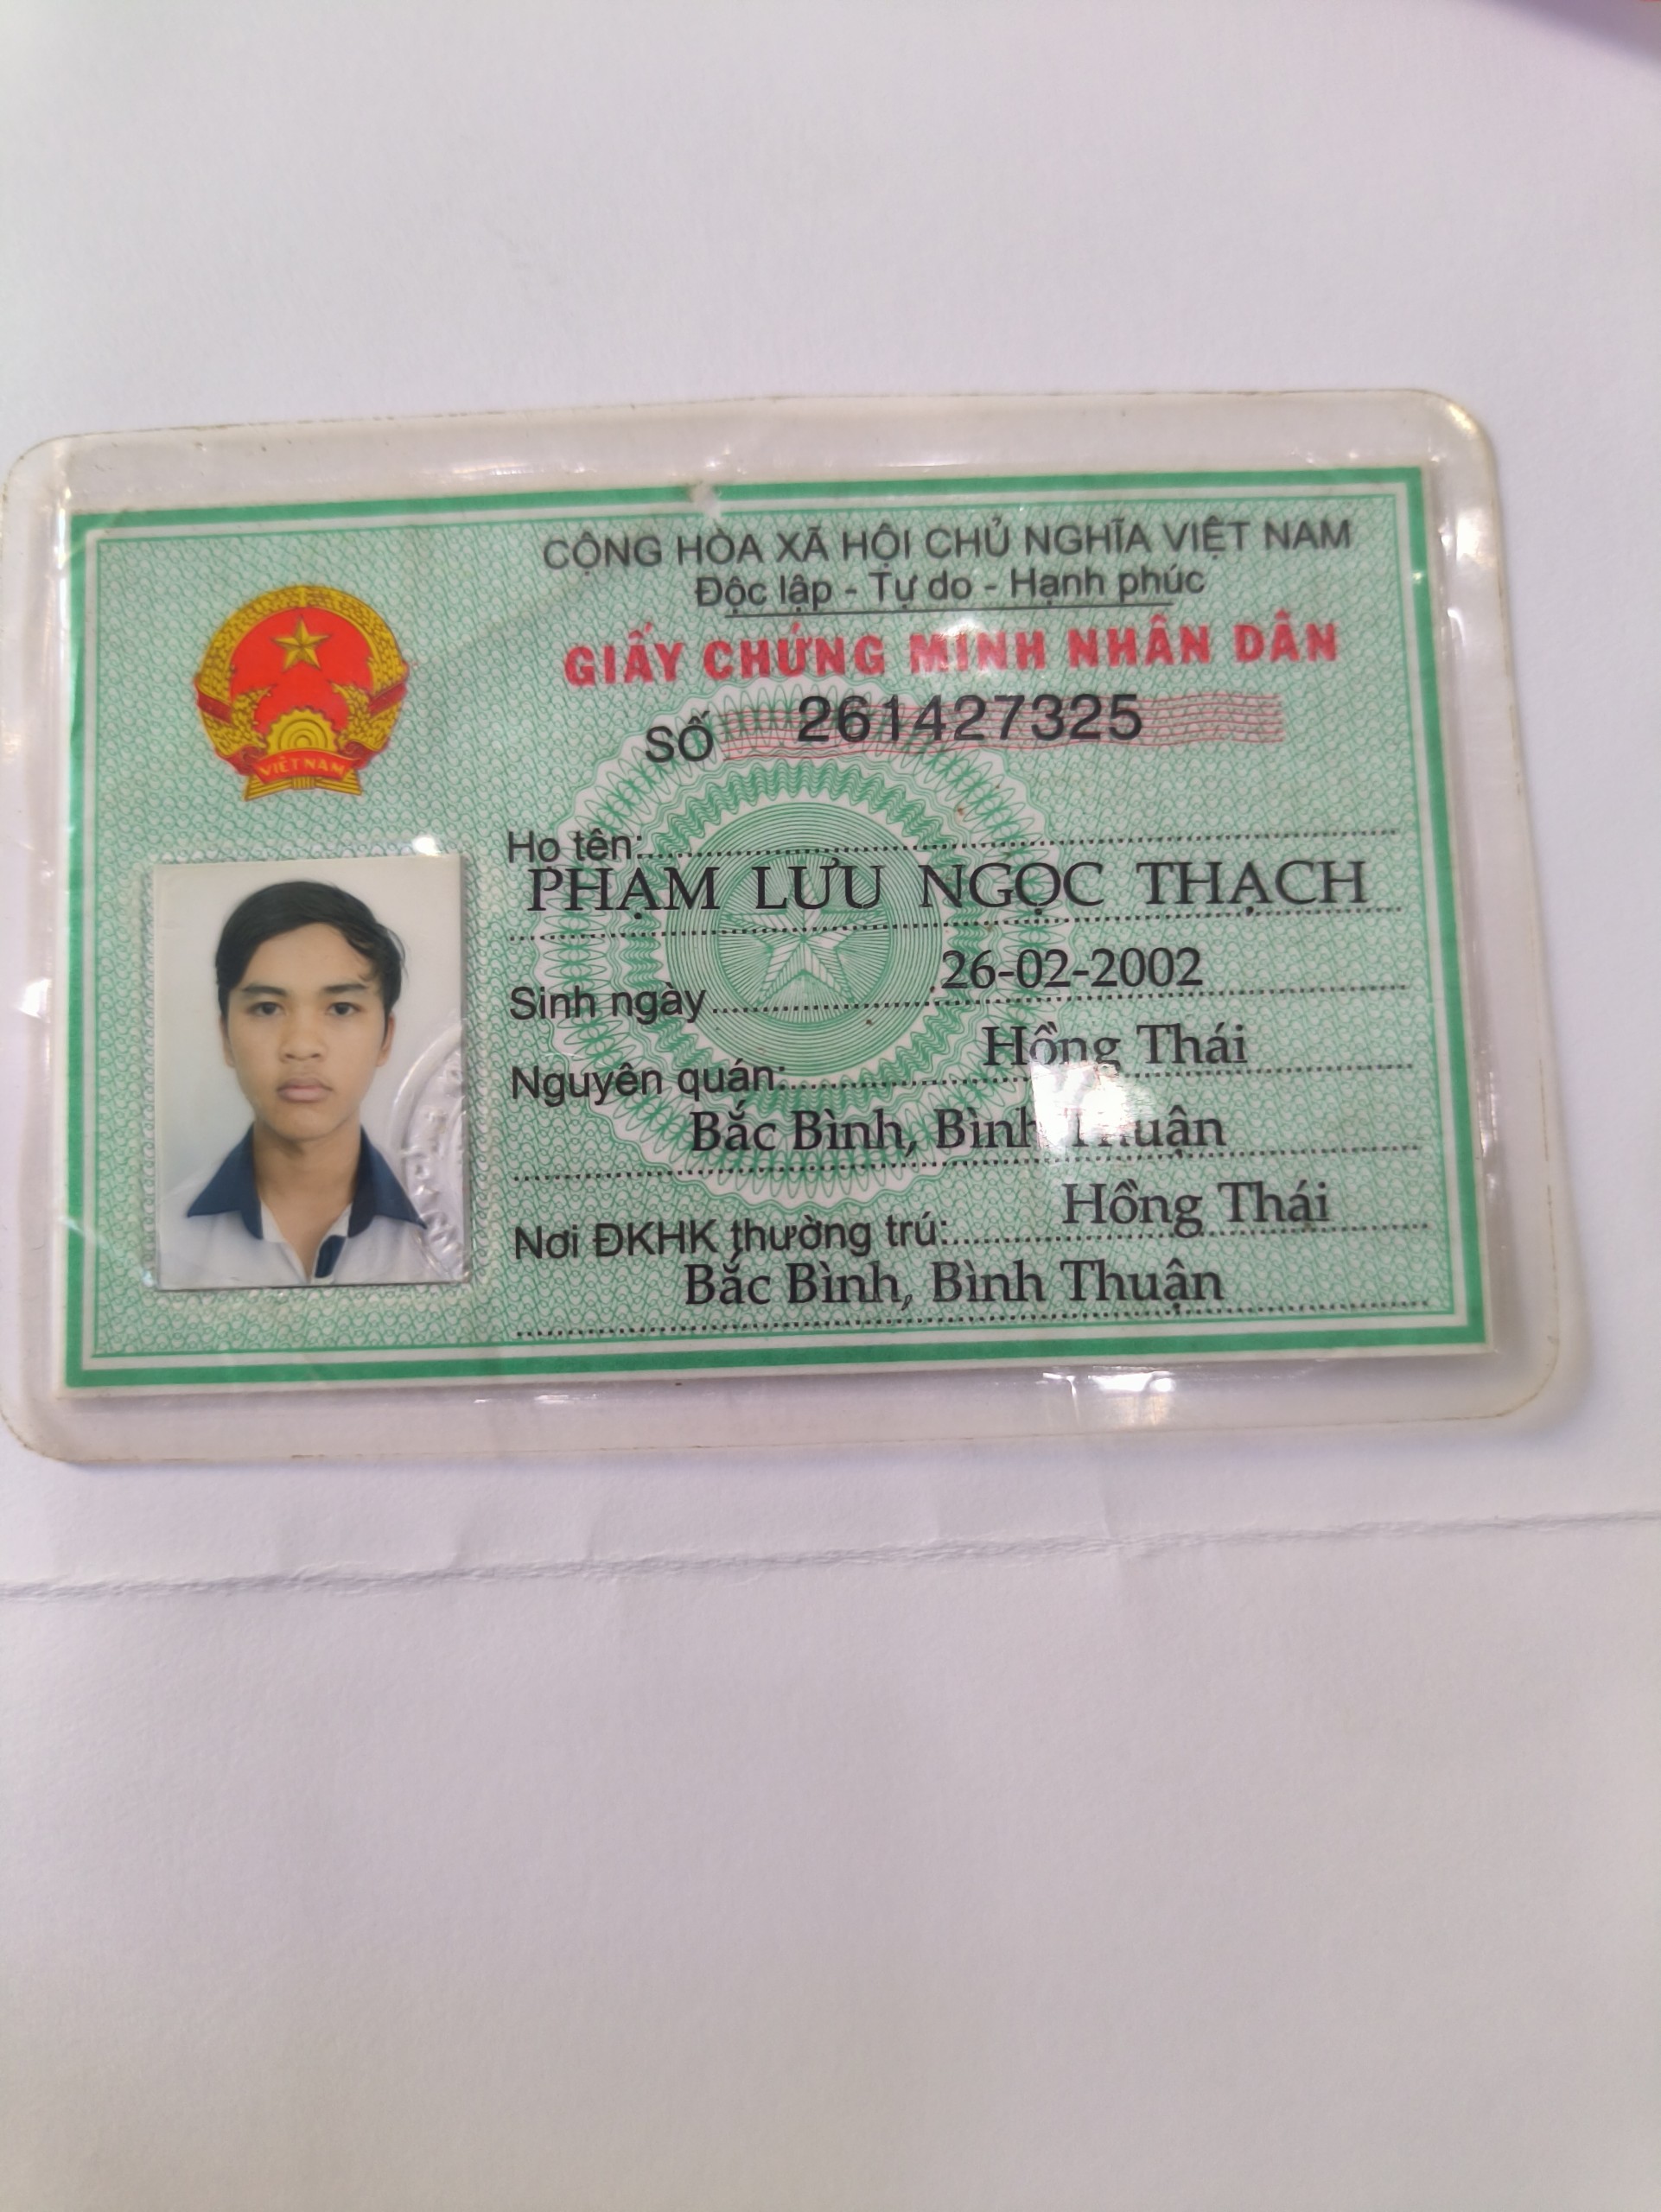 CỘNG HÒA XÃ HỘI CHỦ NGHĨA VIỆT NAM
Độc lập - Tự do - Hạnh phúc
GIẤY CHỨNG MINH NHÂN DÂN
SỐ 261427325
VIỆT NAM
Họ tên:
PHẠM LƯU NGỌC THẠCH
Sinh ngày 26-02-2002
Nguyên quán: Hồng Thái
Bắc Bình, Bình Thuận
Nơi ĐKHK thường trú: Hồng Thái
Bắc Bình, Bình Thuận